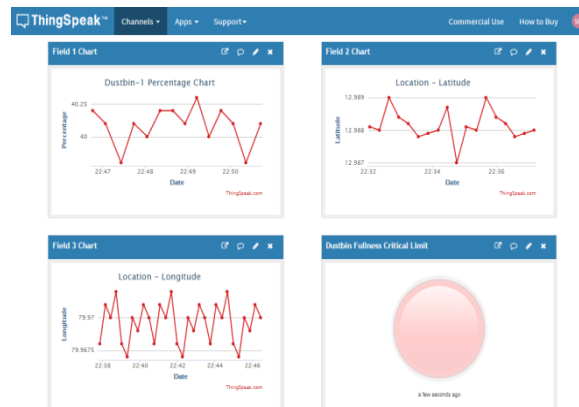 ThingSpeak™ Channels Apps Support Commercial Use How to Buy
Field 1 Chart
Dustbin-1 Percentage Chart
Percentage
40.25
40
22:47 22:48 22:49 22:50
Date
ThingSpeak.com
Field 2 Chart
Location - Latitude
Latitude
12.989
12.988
12.987
22:32 22:34 22:36
Date
ThingSpeak.com
Field 3 Chart
Location - Longitude
Longitude
79.97
79.9675
22:38 22:40 22:42 22:44 22:46
Date
ThingSpeak.com
Dustbin Fullness Critical Limit
a few seconds ago